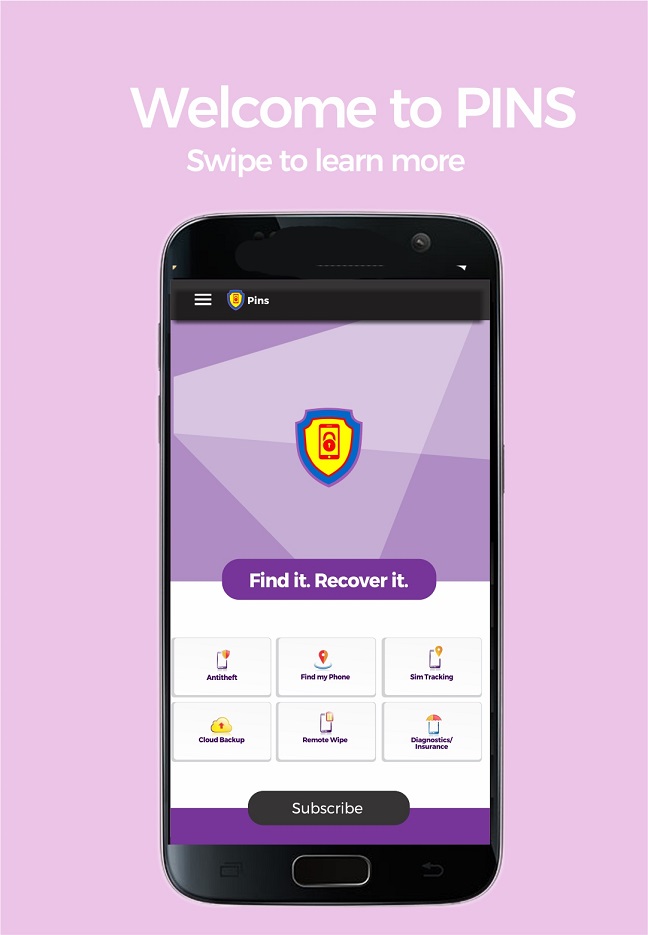 Welcome to PINS
Swipe to learn more
Pins
Find it. Recover it.
Antitheft
Find my Phone
Sim Tracking
Cloud Backup
Remote Wipe
Diagnostics/
Insurance
Subscribe